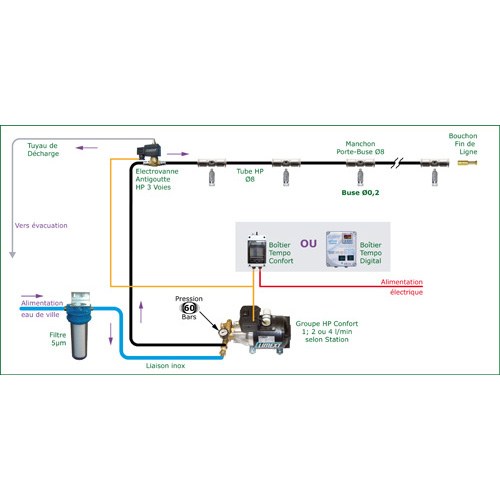 Tuyau de
Décharge
Electrovanne
Antigoutte
HP 3 Voies
Tube HP
Ø8
Manchon
Porte-Buse Ø8
Buse Ø0,2
Bouchon
Fin de
Ligne
Vers évacuation
Boîtier
Tempo
Confort
OU
Boîtier
Tempo
Digital
Alimentation
électrique
Alimentation
eau de ville
Filtre
5µm
Pression
60
Bars
Groupe HP Confort
1; 2 ou 4 l/min
selon Station
Liaison inox